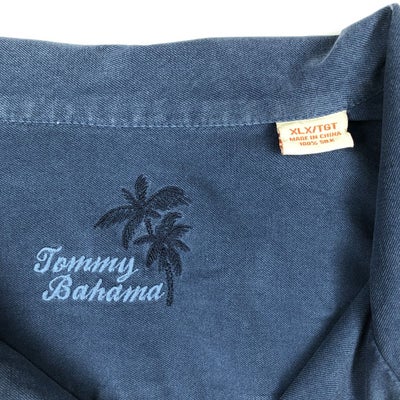 XLX/TGT
MADE IN CHINA
100% SILK
Tommy
Bahama